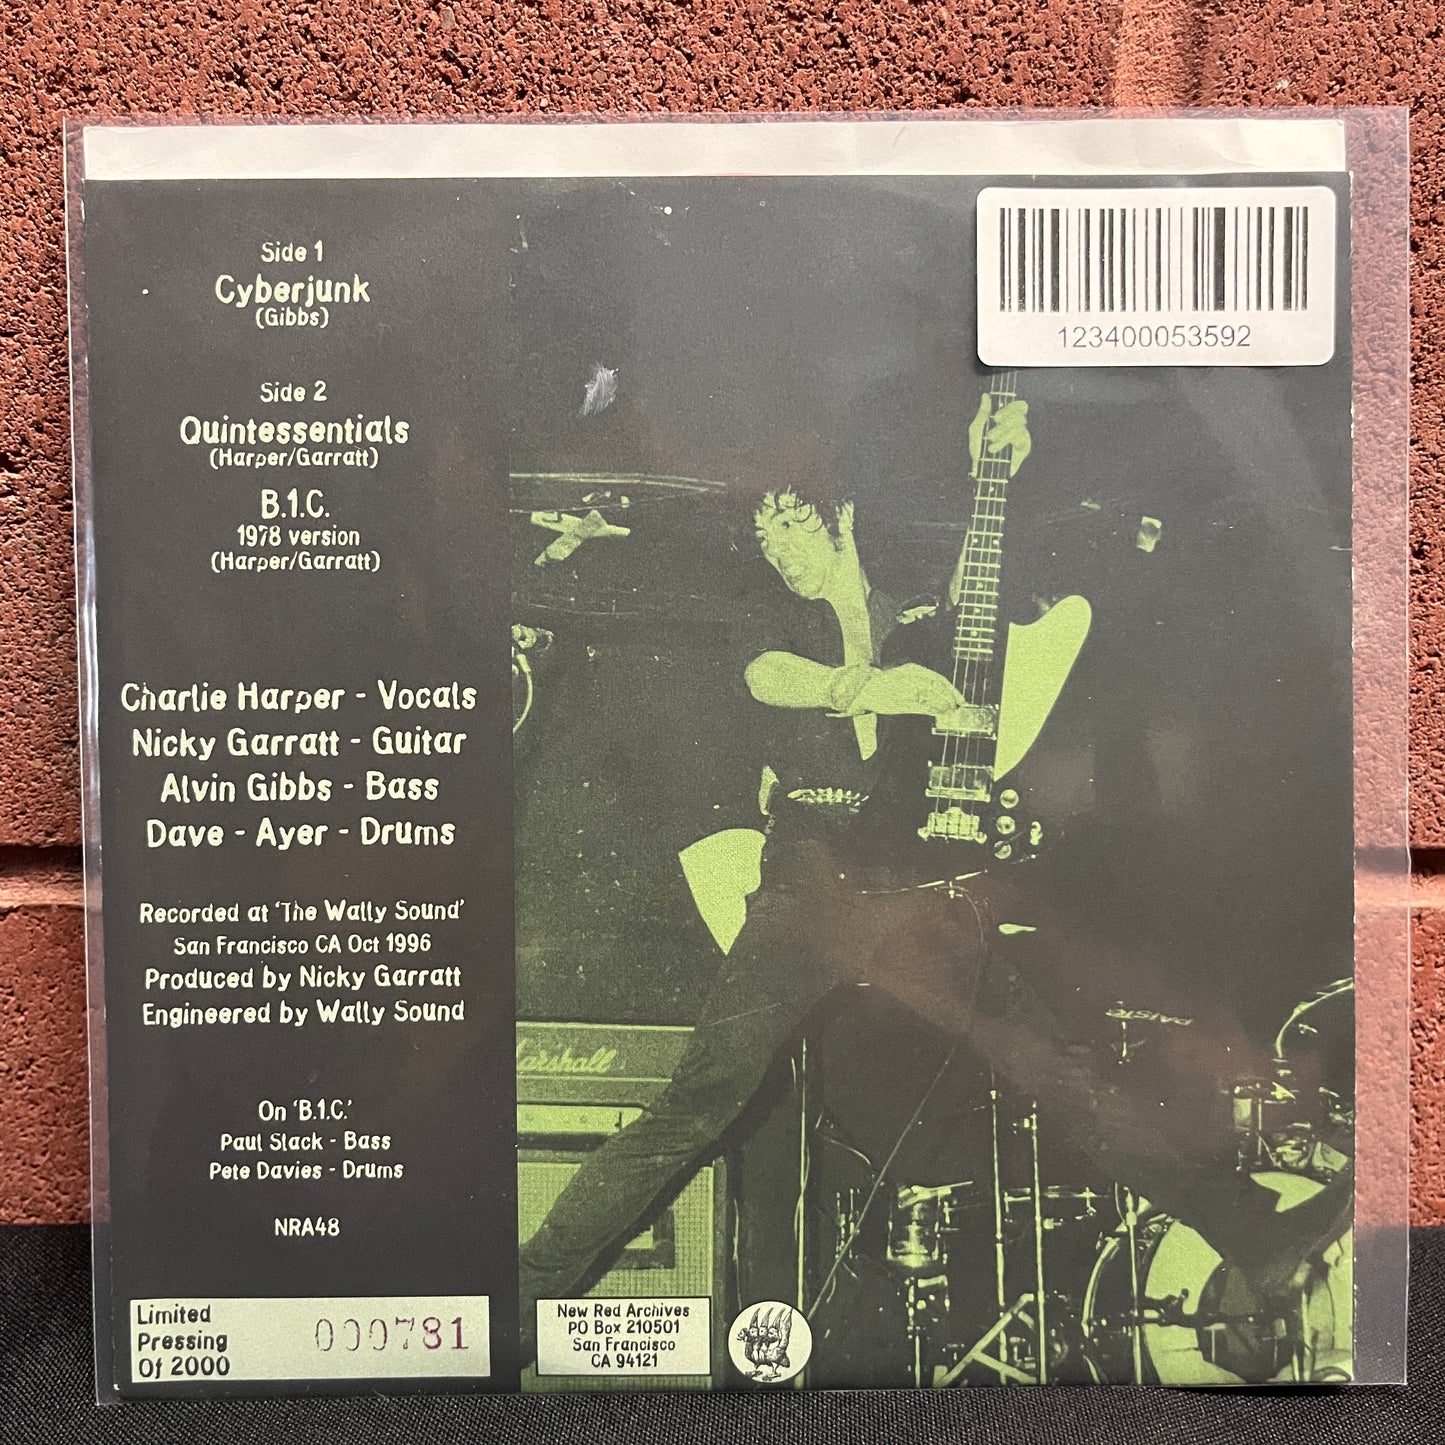 Side 1
Cyberjunk
(Gibbs)
Side 2
Quintessentials
(Harper/Garratt)
B.1.C.
1978 version
(Harper/Garratt)
Charlie Harper - Vocals
Nicky Garratt - Guitar
Alvin Gibbs - Bass
Dave - Ayer - Drums
Recorded at 'The Wally Sound'
San Francisco CA Oct 1996
Produced by Nicky Garratt
Engineered by Wally Sound
On 'B.1.C.'
Paul Slack - Bass
Pete Davies - Drums
NRA48
Limited
Pressing
Of 2000
000781
New Red Archives
PO Box 210501
San Francisco
CA 94121
123400053592
Marshall
PAISTE